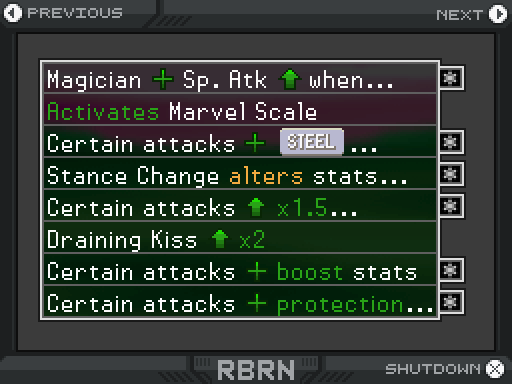 PREVIOUS
NEXT
Magician + Sp. Atk ↑ when...
Activates Marvel Scale
Certain attacks + STEEL ...
Stance Change alters stats...
Certain attacks ↑ x1.5...
Draining Kiss ↑ x2
Certain attacks + boost stats
Certain attacks + protection...
RBRN
SHUTDOWN